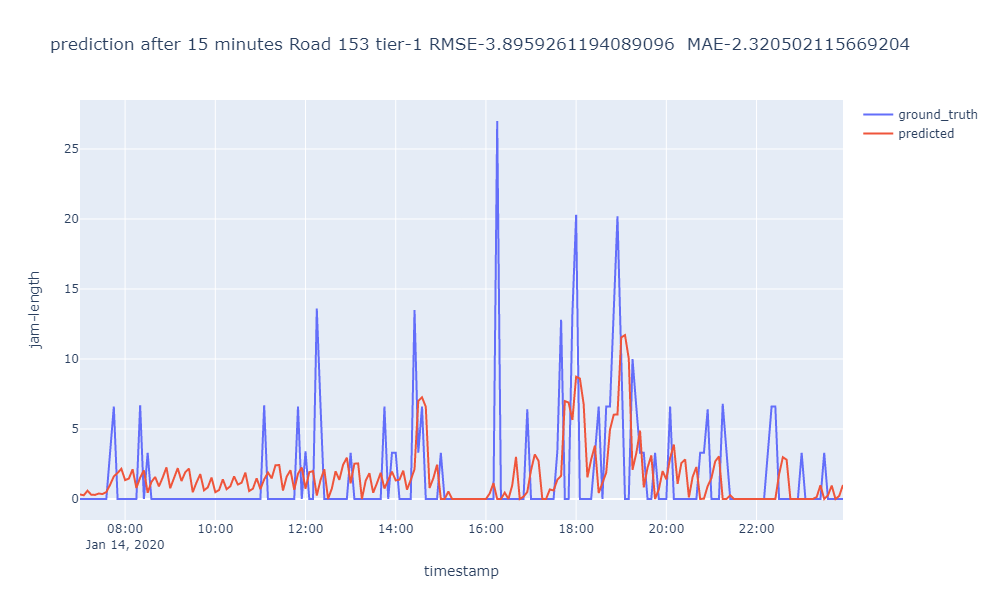 prediction after 15 minutes Road 153 tier-1 RMSE-3.8959261194089096 MAE-2.320502115669204
ground_truth
predicted
25
20
15
10
5
0
jam-length
08:00 10:00 12:00 14:00 16:00 18:00 20:00 22:00
Jan 14, 2020
timestamp